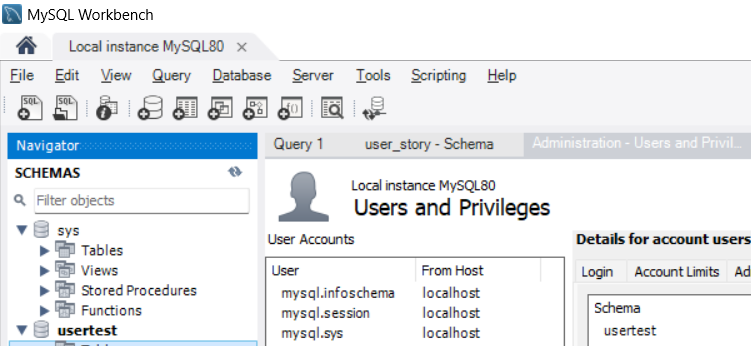 MySQL Workbench
Local instance MySQL80
File Edit View Query Database Server Tools Scripting Help
SQL SQL
Navigator
SCHEMAS
Filter objects
sys
Tables
Views
Stored Procedures
Functions
usertest
Query 1 user_story - Schema Administration - Users and Privil...
Local instance MySQL80
Users and Privileges
User Accounts
User From Host
mysql.infoschema localhost
mysql.session localhost
mysql.sys localhost
Details for account users
Login Account Limits Ad
Schema
usertest